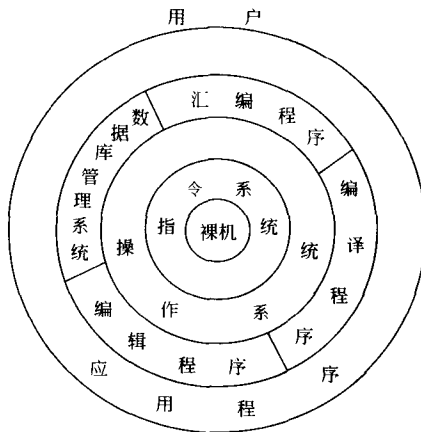 用户
汇编程序
数据库管理系统
编译程序
指令系统
裸机
操作系统
编辑程序
应用程序